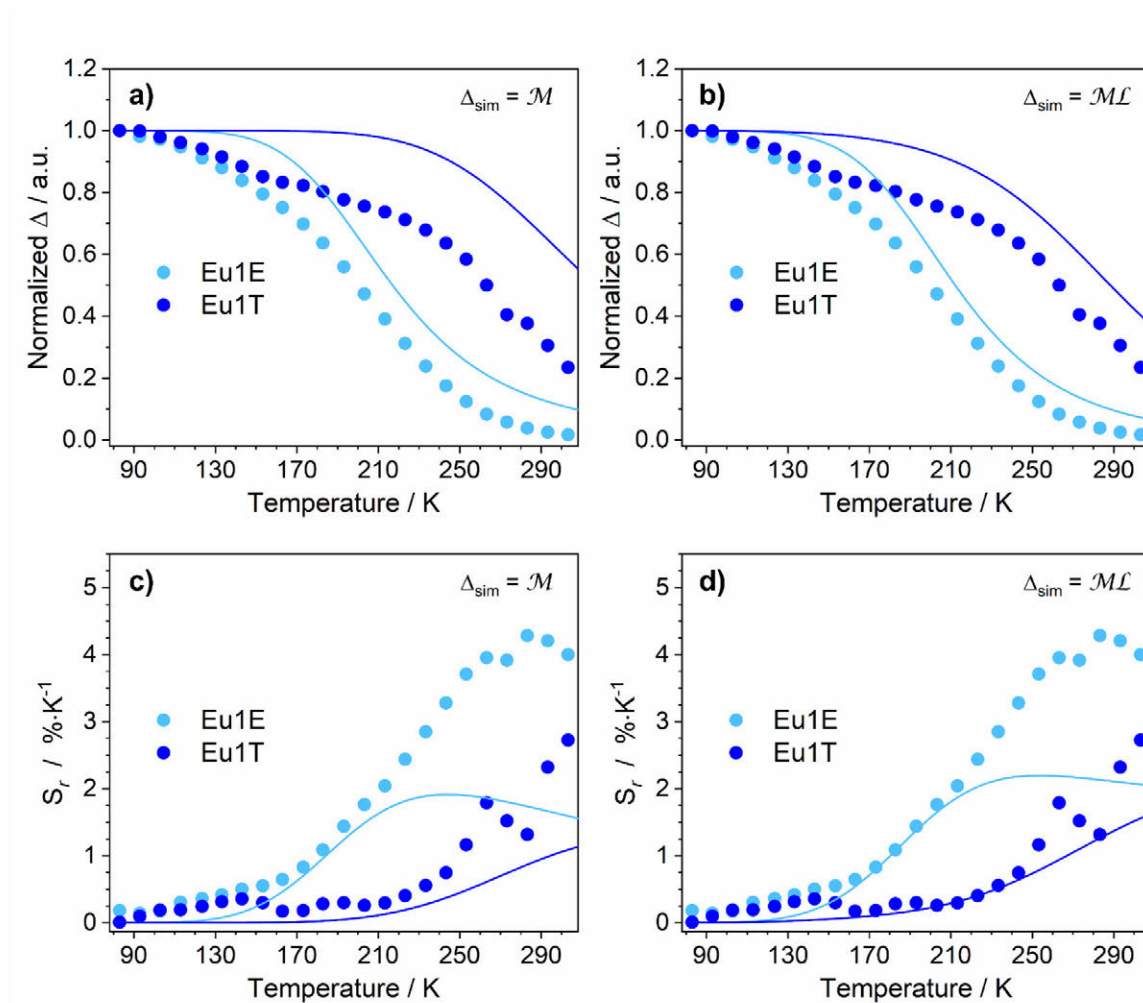 a)
Δsim = ℳ
1.2
1.0
0.8
0.6
0.4
0.2
0.0
Normalized Δ / a.u.
Eu1E
Eu1T
90 130 170 210 250 290
Temperature / K
b)
Δsim = ℳℒ
1.2
1.0
0.8
0.6
0.4
0.2
0.0
Normalized Δ / a.u.
Eu1E
Eu1T
90 130 170 210 250 290
Temperature / K
c)
Δsim = ℳ
5
4
3
2
1
0
Sr / %·K-1
Eu1E
Eu1T
90 130 170 210 250 290
Temperature / K
d)
Δsim = ℳℒ
5
4
3
2
1
0
Sr / %·K-1
Eu1E
Eu1T
90 130 170 210 250 290
Temperature / K